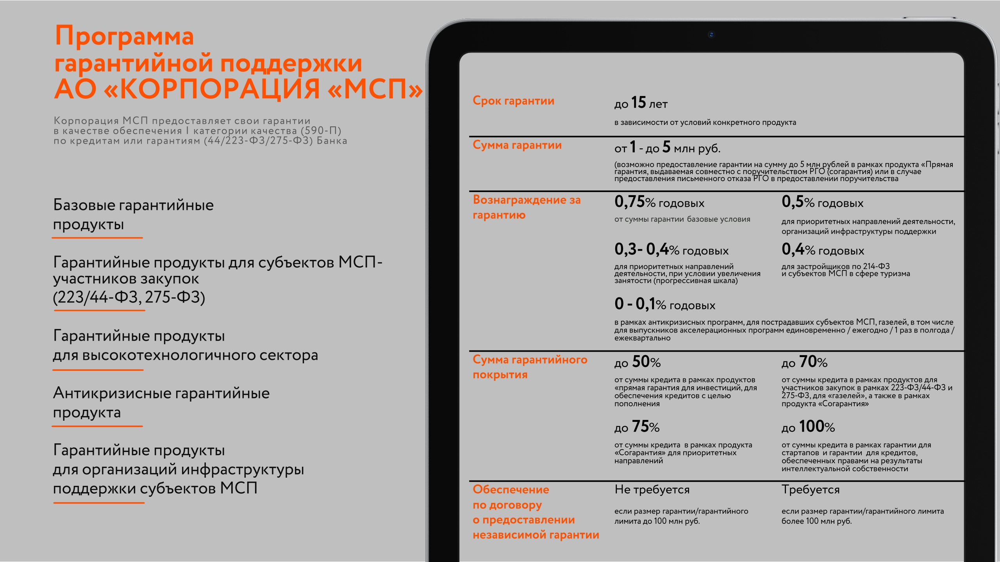 Программа
гарантийной поддержки
АО «КОРПОРАЦИЯ «МСП»
Корпорация МСП предоставляет свои гарантии
в качестве обеспечения I категории качества (590-П)
по кредитам или гарантиям (44/223-ФЗ/275-ФЗ) Банка
Базовые гарантийные
продукты
Гарантийные продукты для субъектов МСП-
участников закупок
(223/44-ФЗ, 275-ФЗ)
Гарантийные продукты
для высокотехнологичного сектора
Антикризисные гарантийные
продукта
Гарантийные продукты
для организаций инфраструктуры
поддержки субъектов МСП
Срок гарантии
до 15 лет
в зависимости от условий конкретного продукта
Сумма гарантии
от 1 - до 5 млн руб.
(возможно предоставление гарантии на сумму до 5 млн рублей в рамках продукта «Прямая
гарантия, выдаваемая совместно с поручительством РГО (согарантия) или в случае
предоставления письменного отказа РГО в предоставлении поручительства
Вознаграждение за
гарантию
0,75% годовых
от суммы гарантии базовые условия
0,5% годовых
для приоритетных направлений деятельности,
организаций инфраструктуры поддержки
0,3- 0,4% годовых
для приоритетных направлений
деятельности, при условии увеличения
занятости (прогрессивная шкала)
0,4% годовых
для застройщиков по 214-ФЗ
и субъектов МСП в сфере туризма
0 - 0,1% годовых
в рамках антикризисных программ, для пострадавших субъектов МСП, газелей, в том числе
для выпускников акселерационных программ единовременно / ежегодно / 1 раз в полгода /
ежеквартально
Сумма гарантийного
покрытия
до 50%
от суммы кредита в рамках продуктов
«прямая гарантия для инвестиций, для
обеспечения кредитов с целью
пополнения
до 70%
от суммы кредита в рамках продуктов для
участников закупок в рамках 223-ФЗ/44-ФЗ и
275-ФЗ, для «газелей», а также в рамках
продукта «Согарантия»
до 75%
от суммы кредита в рамках продукта
«Согарантия» для приоритетных
направлений
до 100%
от суммы кредита в рамках гарантии для
стартапов и гарантии для кредитов,
обеспеченных правами на результаты
интеллектуальной собственности
Обеспечение
по договору
о предоставлении
независимой гарантии
Не требуется
если размер гарантии/гарантийного
лимита до 100 млн руб.
Требуется
если размер гарантии/гарантийного лимита
более 100 млн руб.